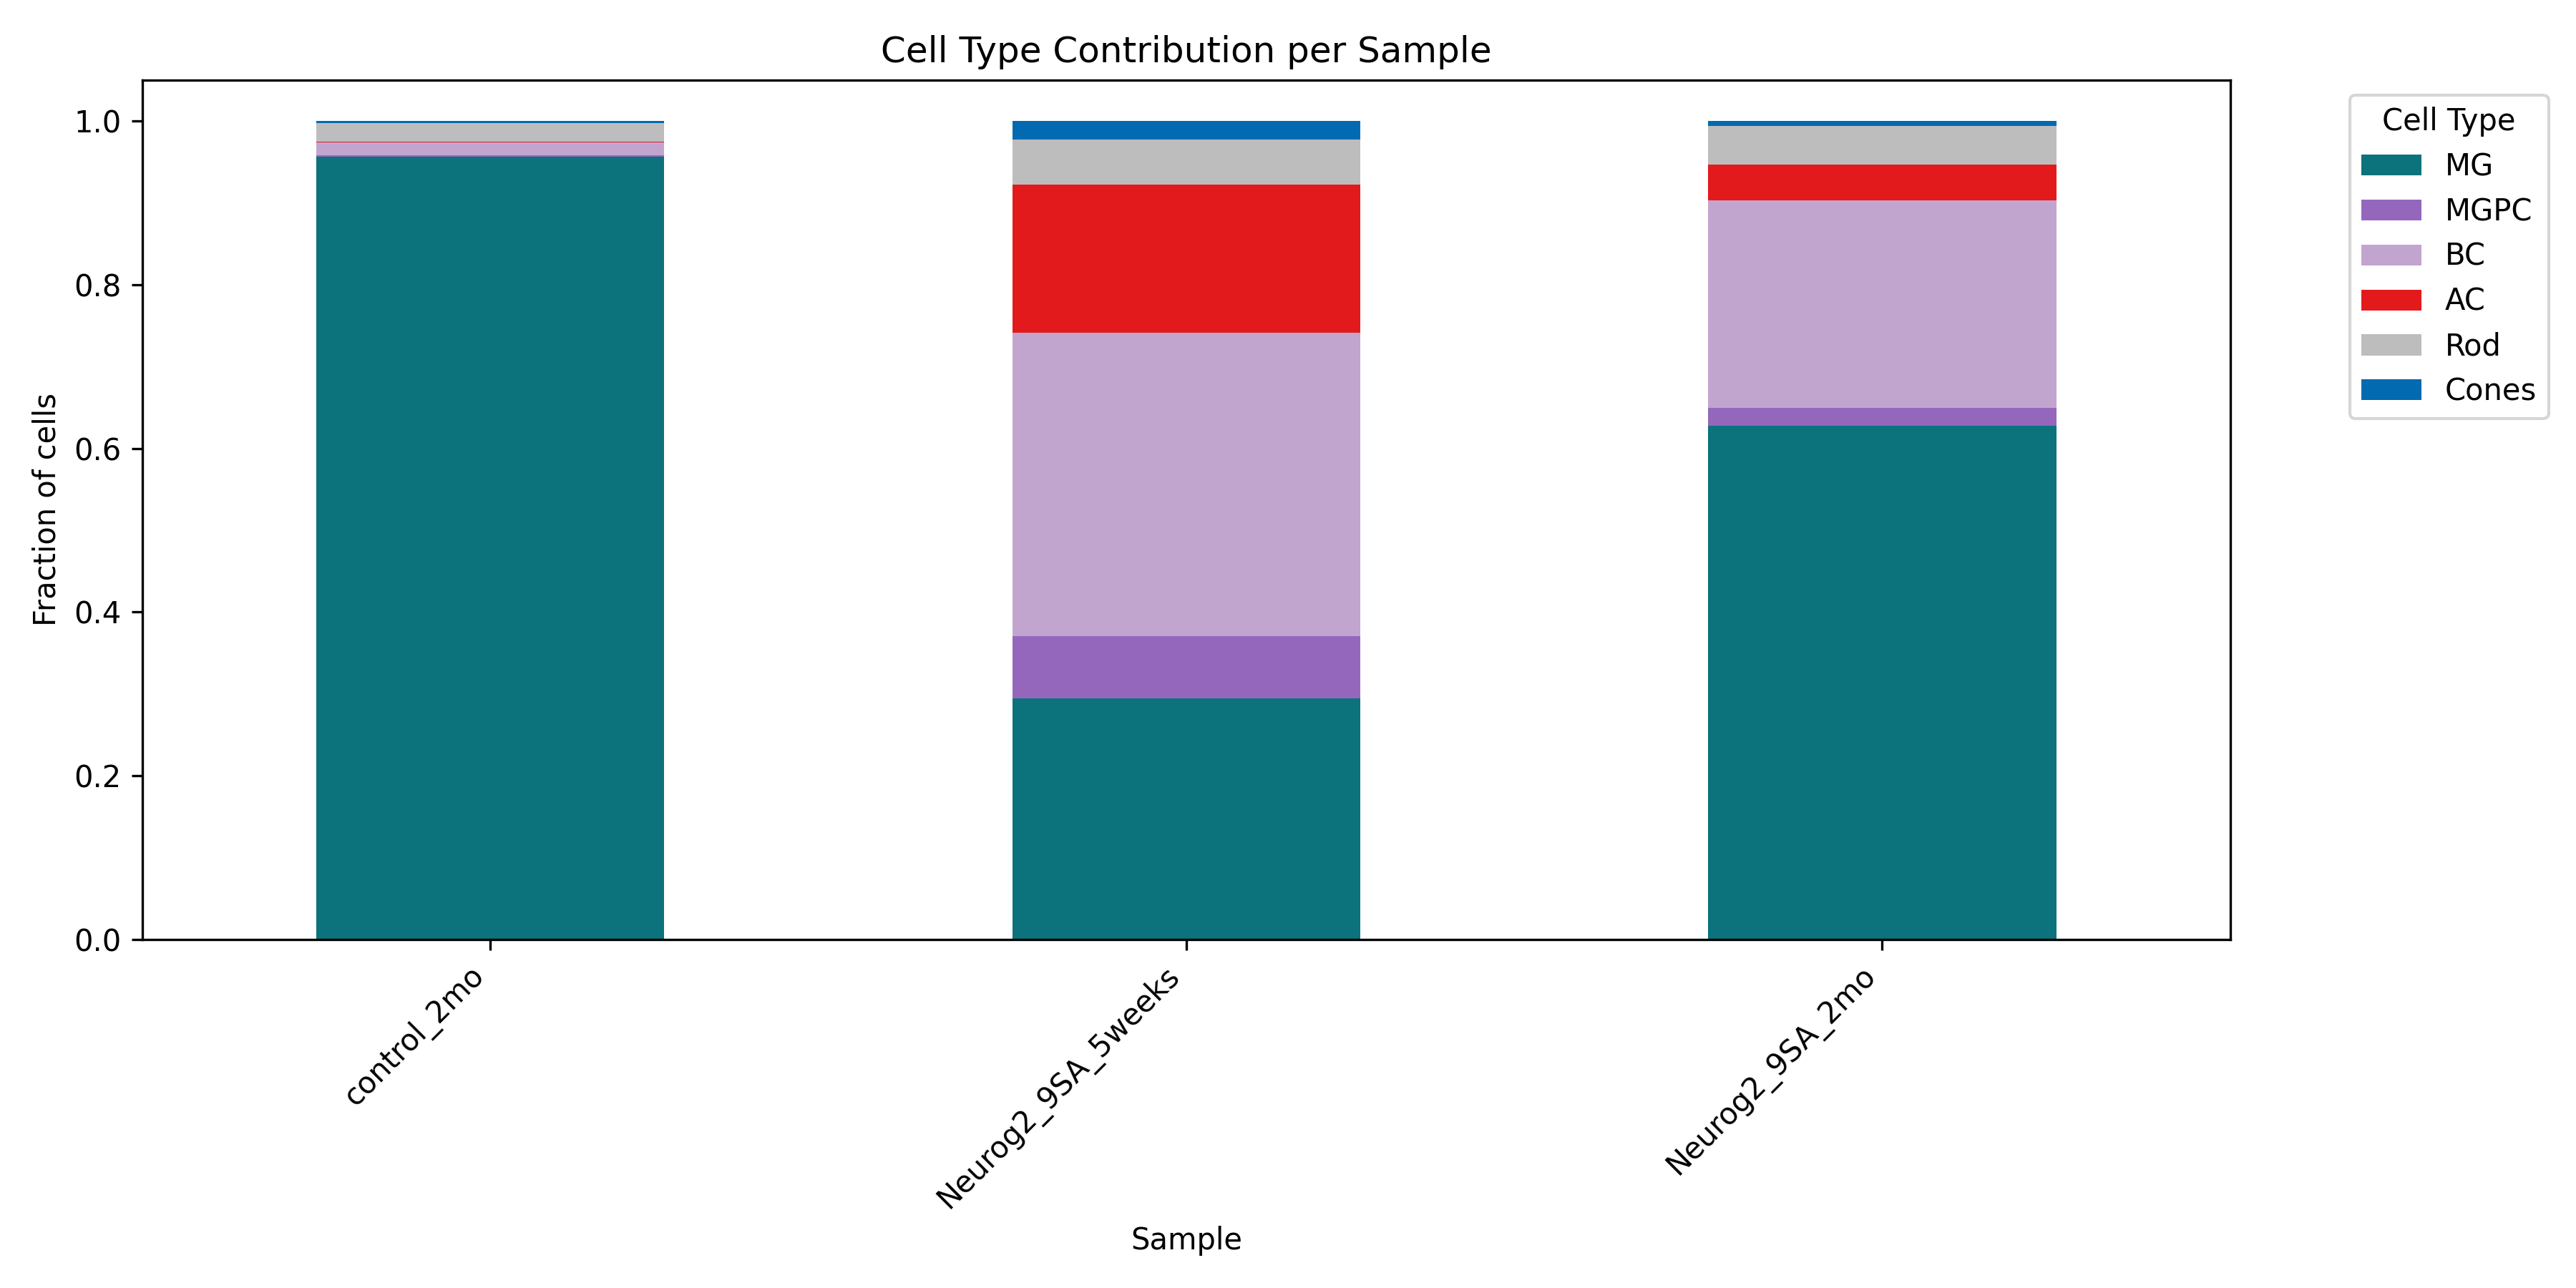 Cell Type Contribution per Sample
Fraction of cells
1.0
0.8
0.6
0.4
0.2
0.0
control_2mo
Neurog2_9SA_5weeks
Neurog2_9SA_2mo
Sample
Cell Type
MG
MGPC
BC
AC
Rod
Cones